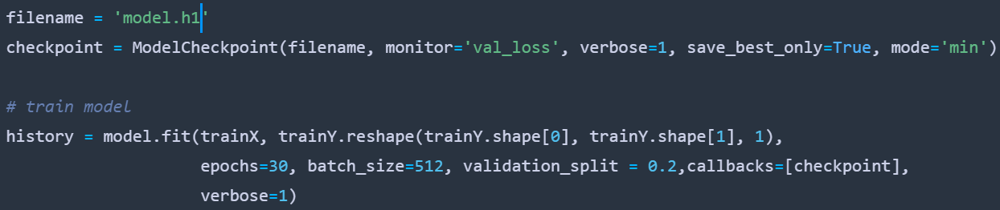 filename = 'model.h1'
checkpoint = ModelCheckpoint(filename, monitor='val_loss', verbose=1, save_best_only=True, mode='min')
# train model
history = model.fit(trainX, trainY.reshape(trainY.shape[0], trainY.shape[1], 1),
epochs=30, batch_size=512, validation_split = 0.2,callbacks=[checkpoint],
verbose=1)